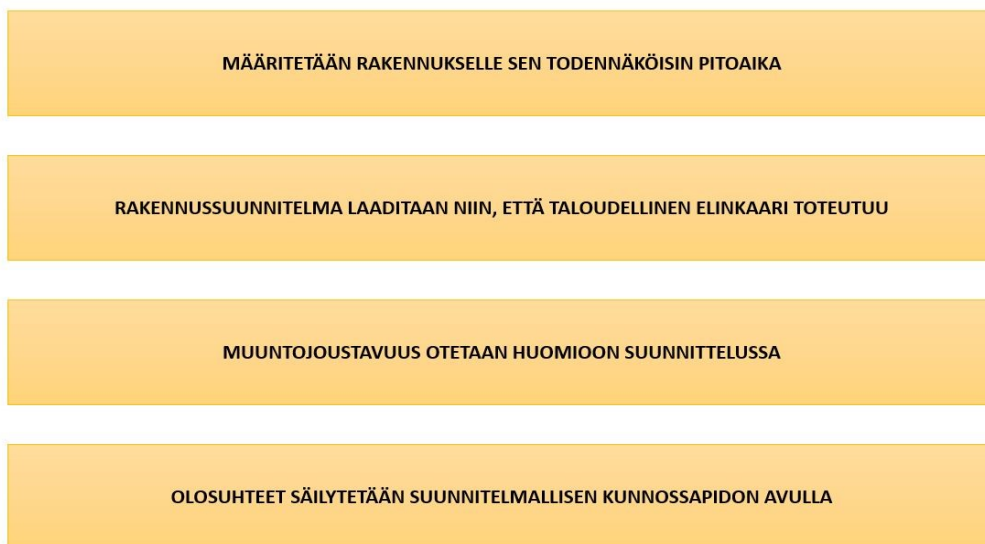 MÄÄRITETÄÄN RAKENNUKSELLE SEN TODENNÄKÖISIN PITOAIKA
RAKENNUSSUUNNITELMA LAADITAAN NIIN, ETTÄ TALOUDELLINEN ELINKAARI TOTEUTUU
MUUNTOJOUSTAVUUS OTETAAN HUOMIOON SUUNNITTELUSSA
OLOSUHTEET SÄILYTETÄÄN SUUNNITELMALLISEN KUNNOSSAPIDON AVULLA